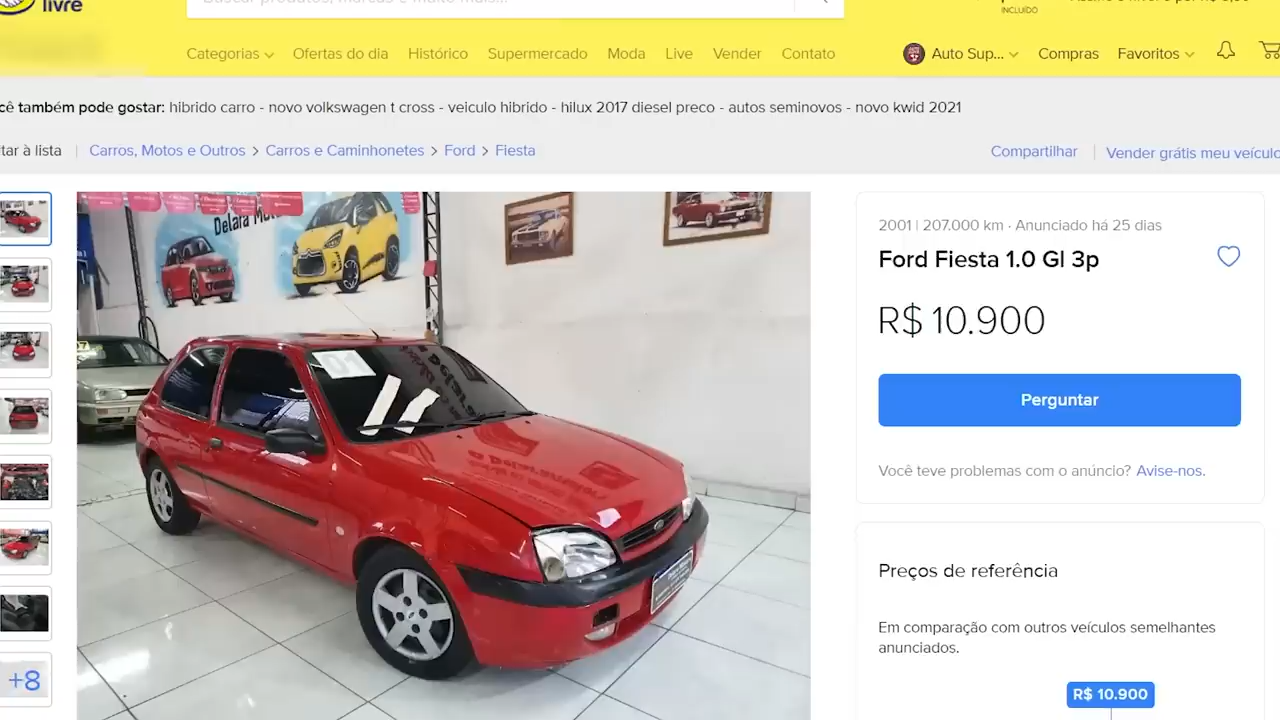 livre
INCLUÍDO
Categorias Ofertas do dia Histórico Supermercado Moda Live Vender Contato Auto Sup... Compras Favoritos
cê também pode gostar: hibrido carro - novo volkswagen t cross - veiculo hibrido - hilux 2017 diesel preco - autos seminovos - novo kwid 2021
tar à lista | Carros, Motos e Outros > Carros e Caminhonetes > Ford > Fiesta
Compartilhar | Vender grátis meu veículo
2001 | 207.000 km · Anunciado há 25 dias
Ford Fiesta 1.0 Gl 3p
R$ 10.900
Perguntar
Você teve problemas com o anúncio? Avise-nos.
Preços de referência
Em comparação com outros veículos semelhantes
anunciados.
R$ 10.900
Delara
01
+8